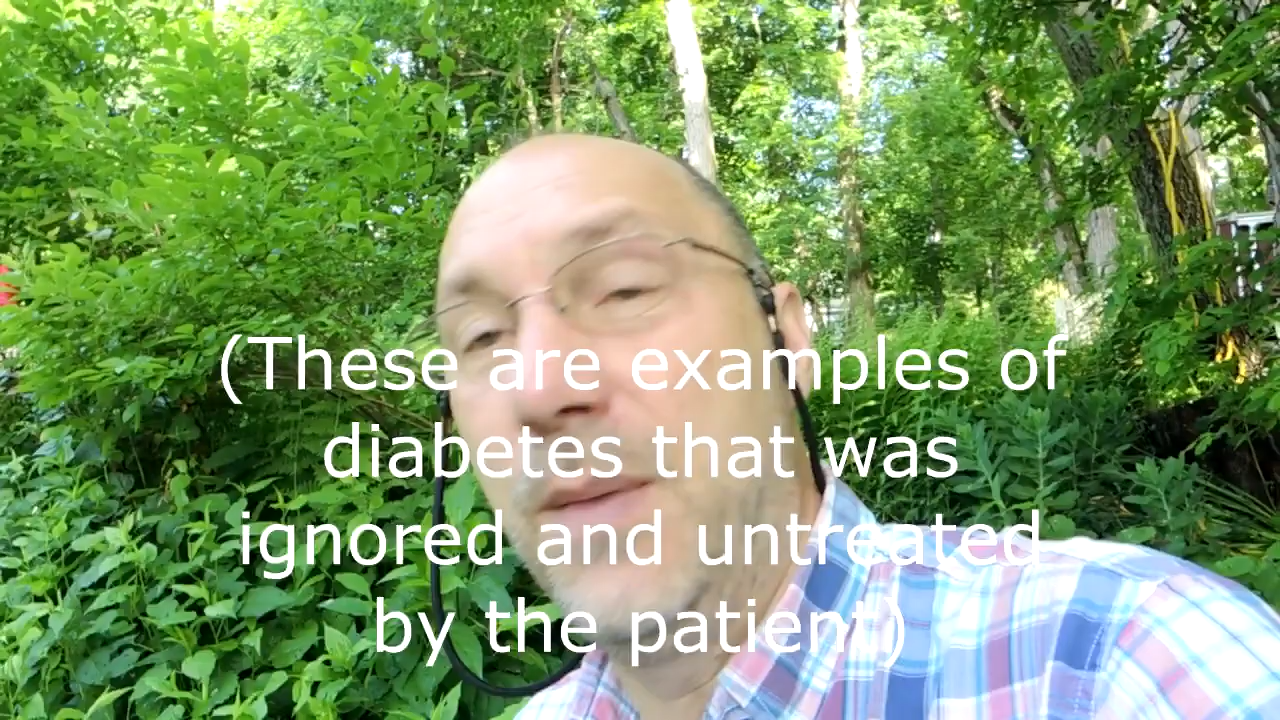 (These are examples of
diabetes that was
ignored and untreated
by the patient)